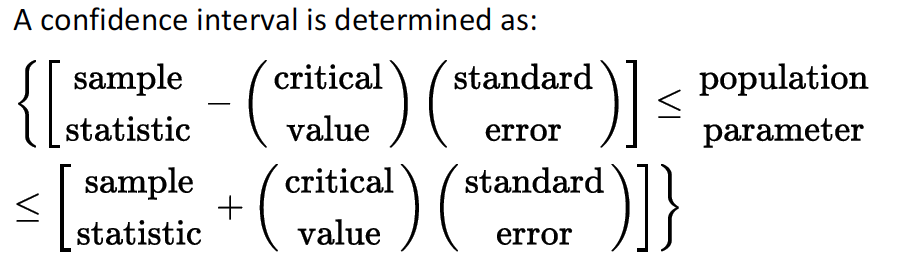 A confidence interval is determined as:
{[sample statistic − (critical value)(standard error)] ≤ population parameter
≤ [sample statistic + (critical value)(standard error)]}